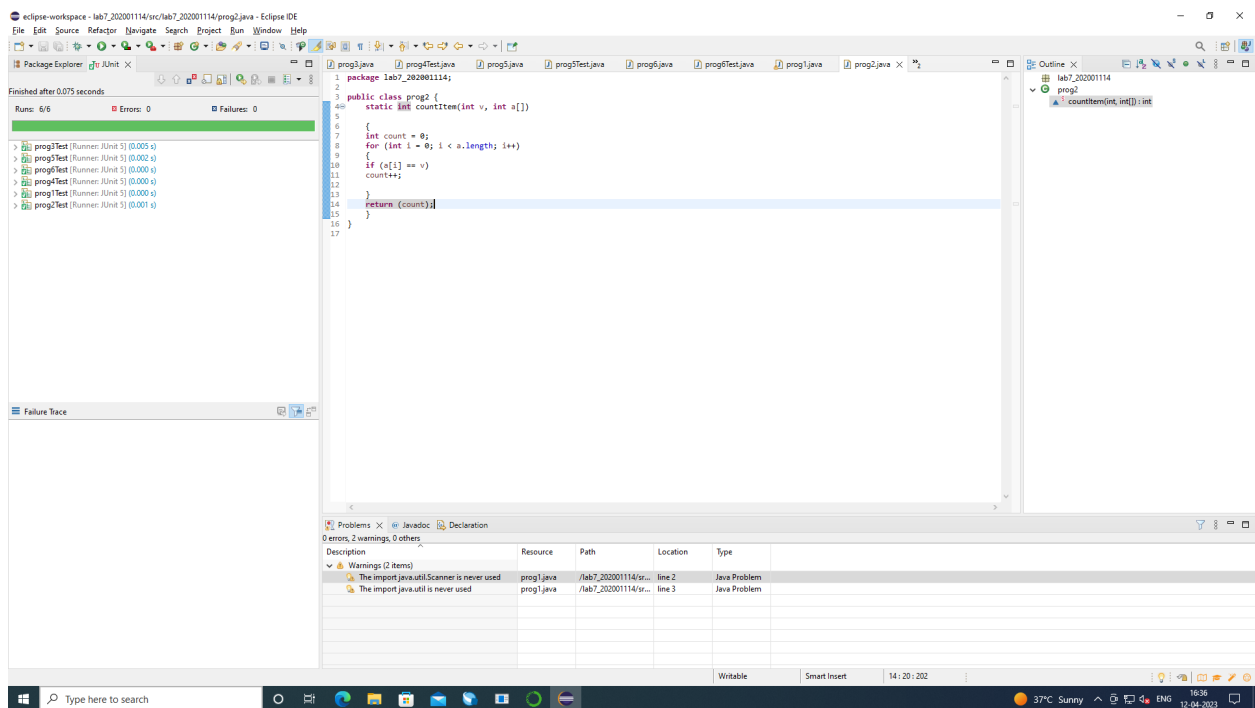 eclipse-workspace - lab7_202001114/src/lab7_202001114/prog2.java - Eclipse IDE
File Edit Source Refactor Navigate Search Project Run Window Help
Package Explorer JUnit
Finished after 0.075 seconds
Runs: 6/6 Errors: 0 Failures: 0
prog3Test [Runner: JUnit 5] (0.005 s)
prog5Test [Runner: JUnit 5] (0.002 s)
prog6Test [Runner: JUnit 5] (0.000 s)
prog4Test [Runner: JUnit 5] (0.000 s)
prog1Test [Runner: JUnit 5] (0.000 s)
prog2Test [Runner: JUnit 5] (0.001 s)
Failure Trace
prog3.java prog4Test.java prog5.java prog5Test.java prog6.java prog6Test.java prog1.java prog2.java »2
1 package lab7_202001114;
2
3 public class prog2 {
4 static int countItem(int v, int a[])
5
6 {
7 int count = 0;
8 for (int i = 0; i < a.length; i++)
9 {
10 if (a[i] == v)
11 count++;
12
13 }
14 return (count);
15 }
16 }
17
Outline
lab7_202001114
prog2
countItem(int, int[]) : int
Problems @ Javadoc Declaration
0 errors, 2 warnings, 0 others
Description Resource Path Location Type
Warnings (2 items)
The import java.util.Scanner is never used prog1.java /lab7_202001114/sr... line 2 Java Problem
The import java.util is never used prog1.java /lab7_202001114/sr... line 3 Java Problem
Writable Smart Insert 14 : 20 : 202
Type here to search
37°C Sunny ENG 16:36
12-04-2023